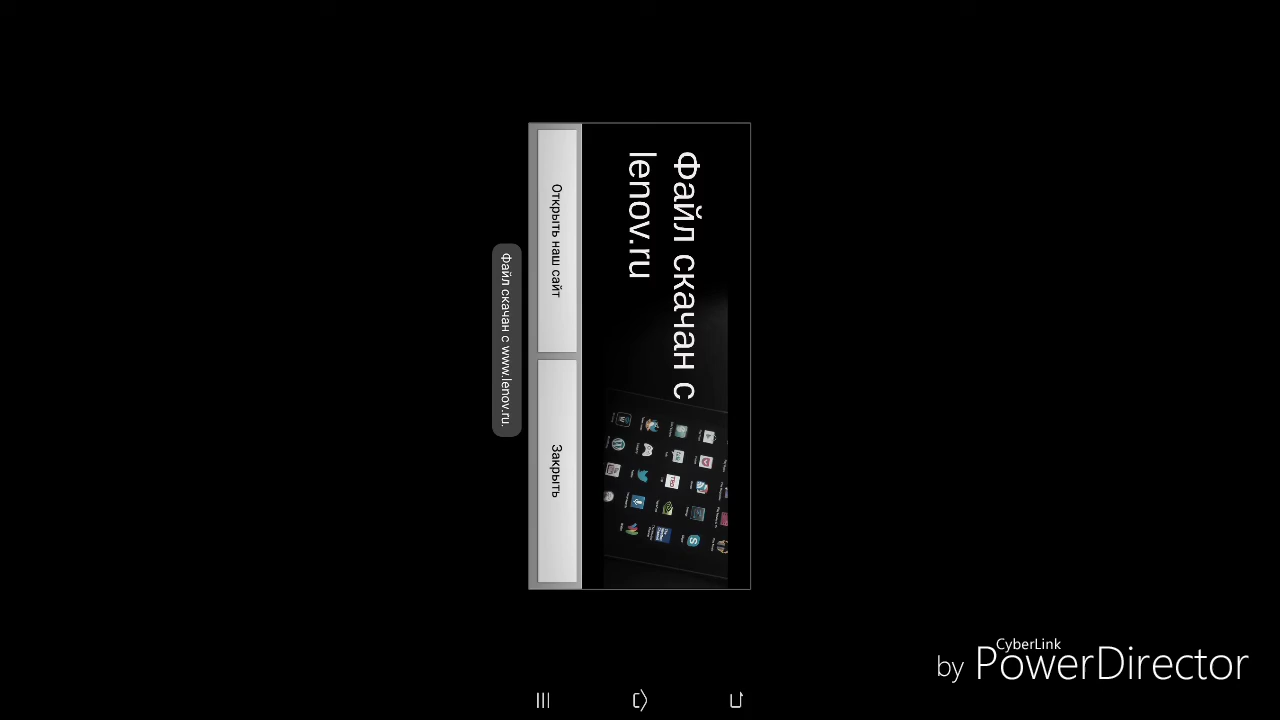 Файл скачан с
lenov.ru
Открыть наш сайт
Закрыть
Файл скачан с www.lenov.ru.
CyberLink
by PowerDirector